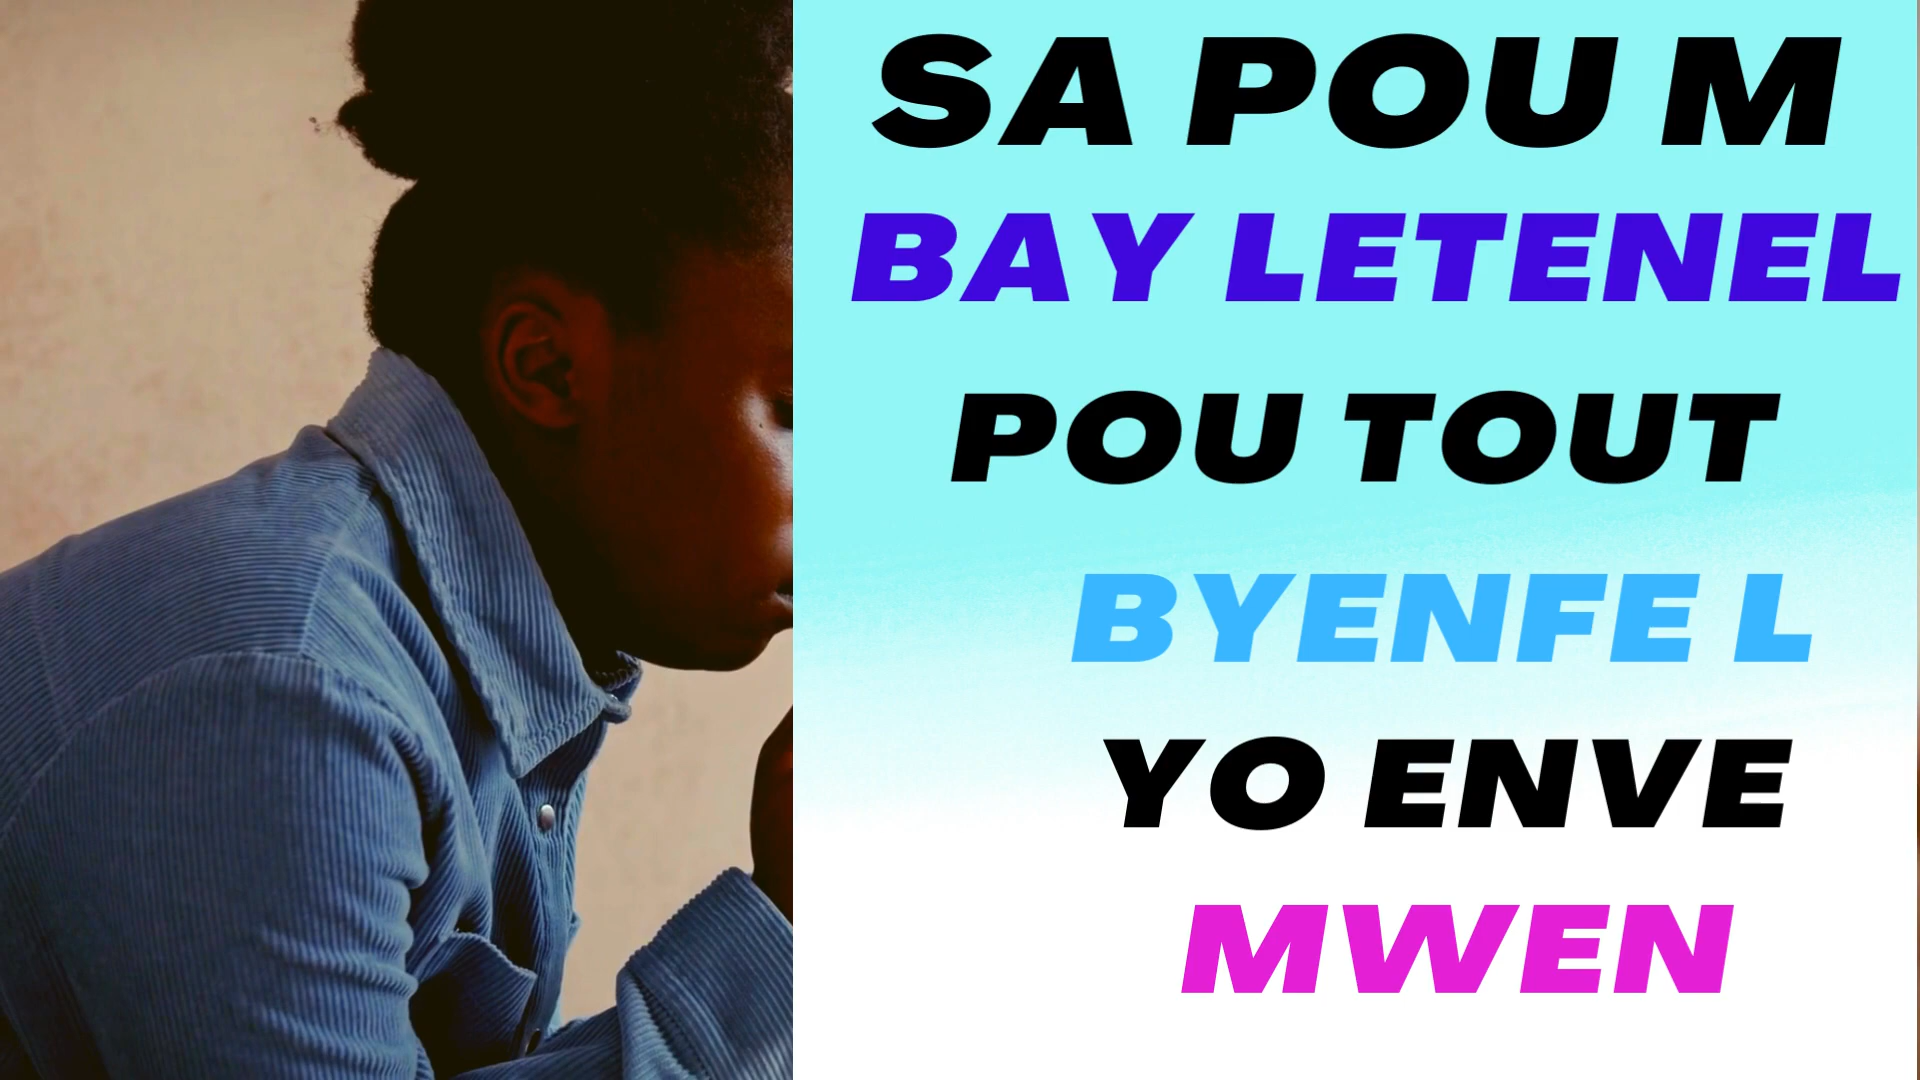 SA POU M
BAY LETENEL
POU TOUT
BYENFE L
YO ENVE
MWEN